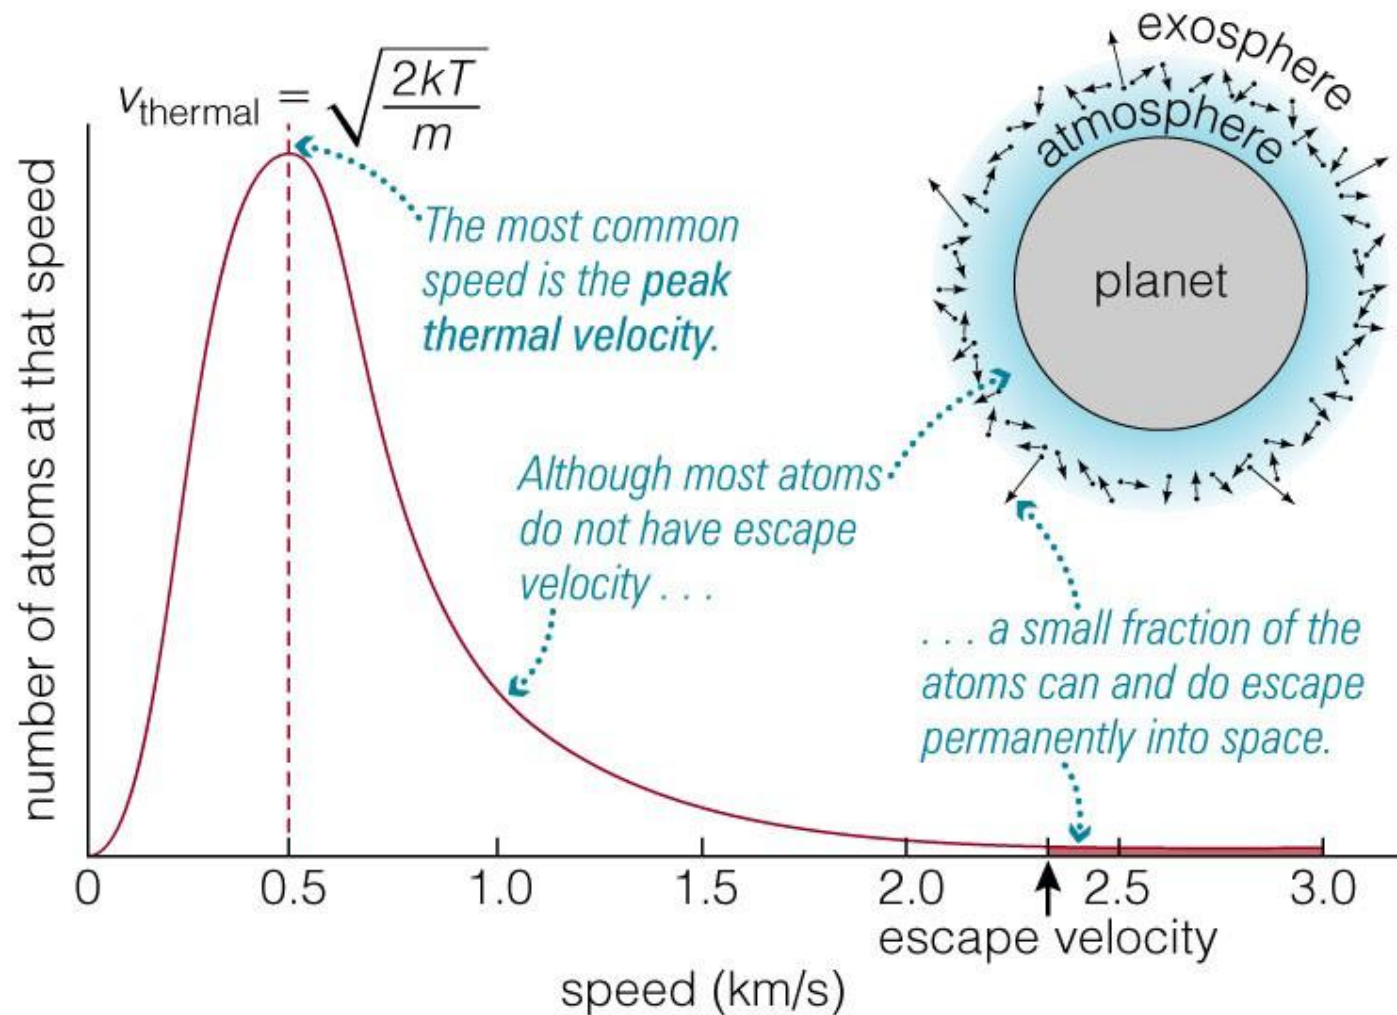 v_thermal = √(2kT/m)
The most common
speed is the peak
thermal velocity.
Although most atoms
do not have escape
velocity . . .
. . . a small fraction of the
atoms can and do escape
permanently into space.
exosphere
atmosphere
planet
number of atoms at that speed
0 0.5 1.0 1.5 2.0 2.5 3.0
escape velocity
speed (km/s)